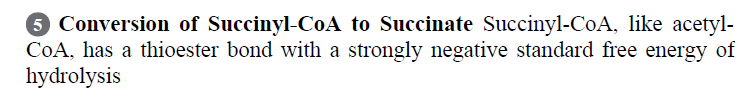 5 Conversion of Succinyl-CoA to Succinate Succinyl-CoA, like acetyl-
CoA, has a thioester bond with a strongly negative standard free energy of
hydrolysis